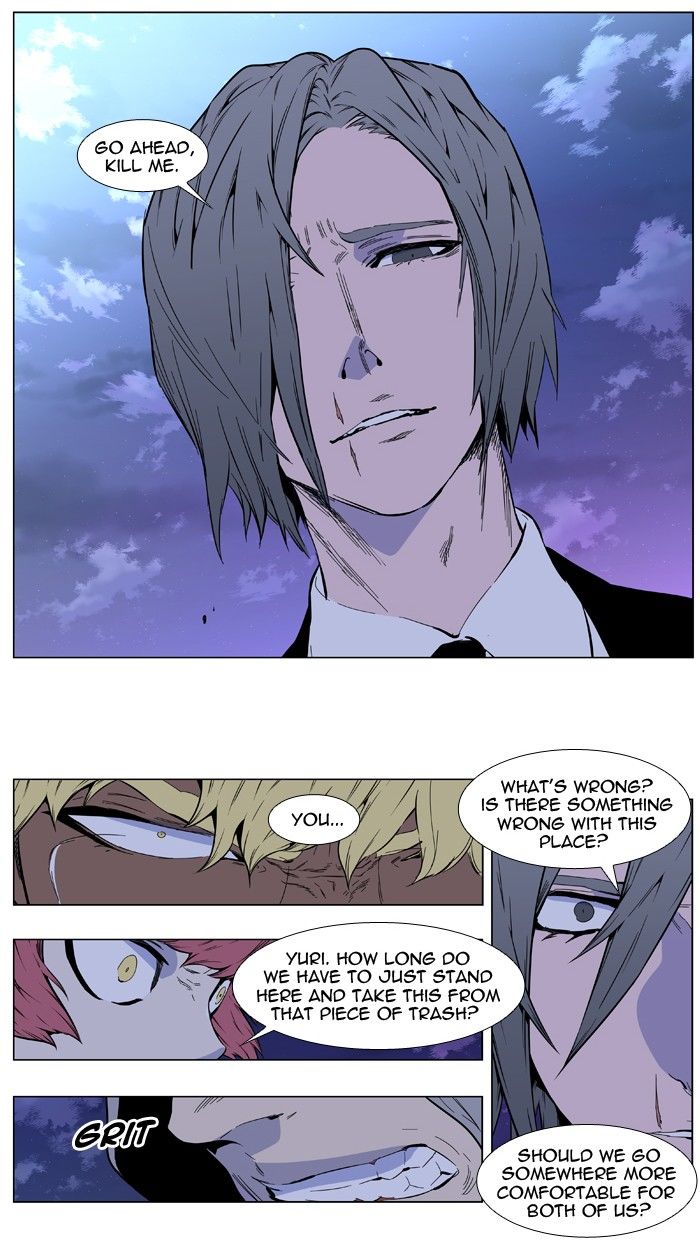 GO AHEAD,
KILL ME.
YOU...
WHAT'S WRONG?
IS THERE SOMETHING
WRONG WITH THIS
PLACE?
YURI. HOW LONG DO
WE HAVE TO JUST STAND
HERE AND TAKE THIS FROM
THAT PIECE OF TRASH?
GRIT
SHOULD WE GO
SOMEWHERE MORE
COMFORTABLE FOR
BOTH OF US?